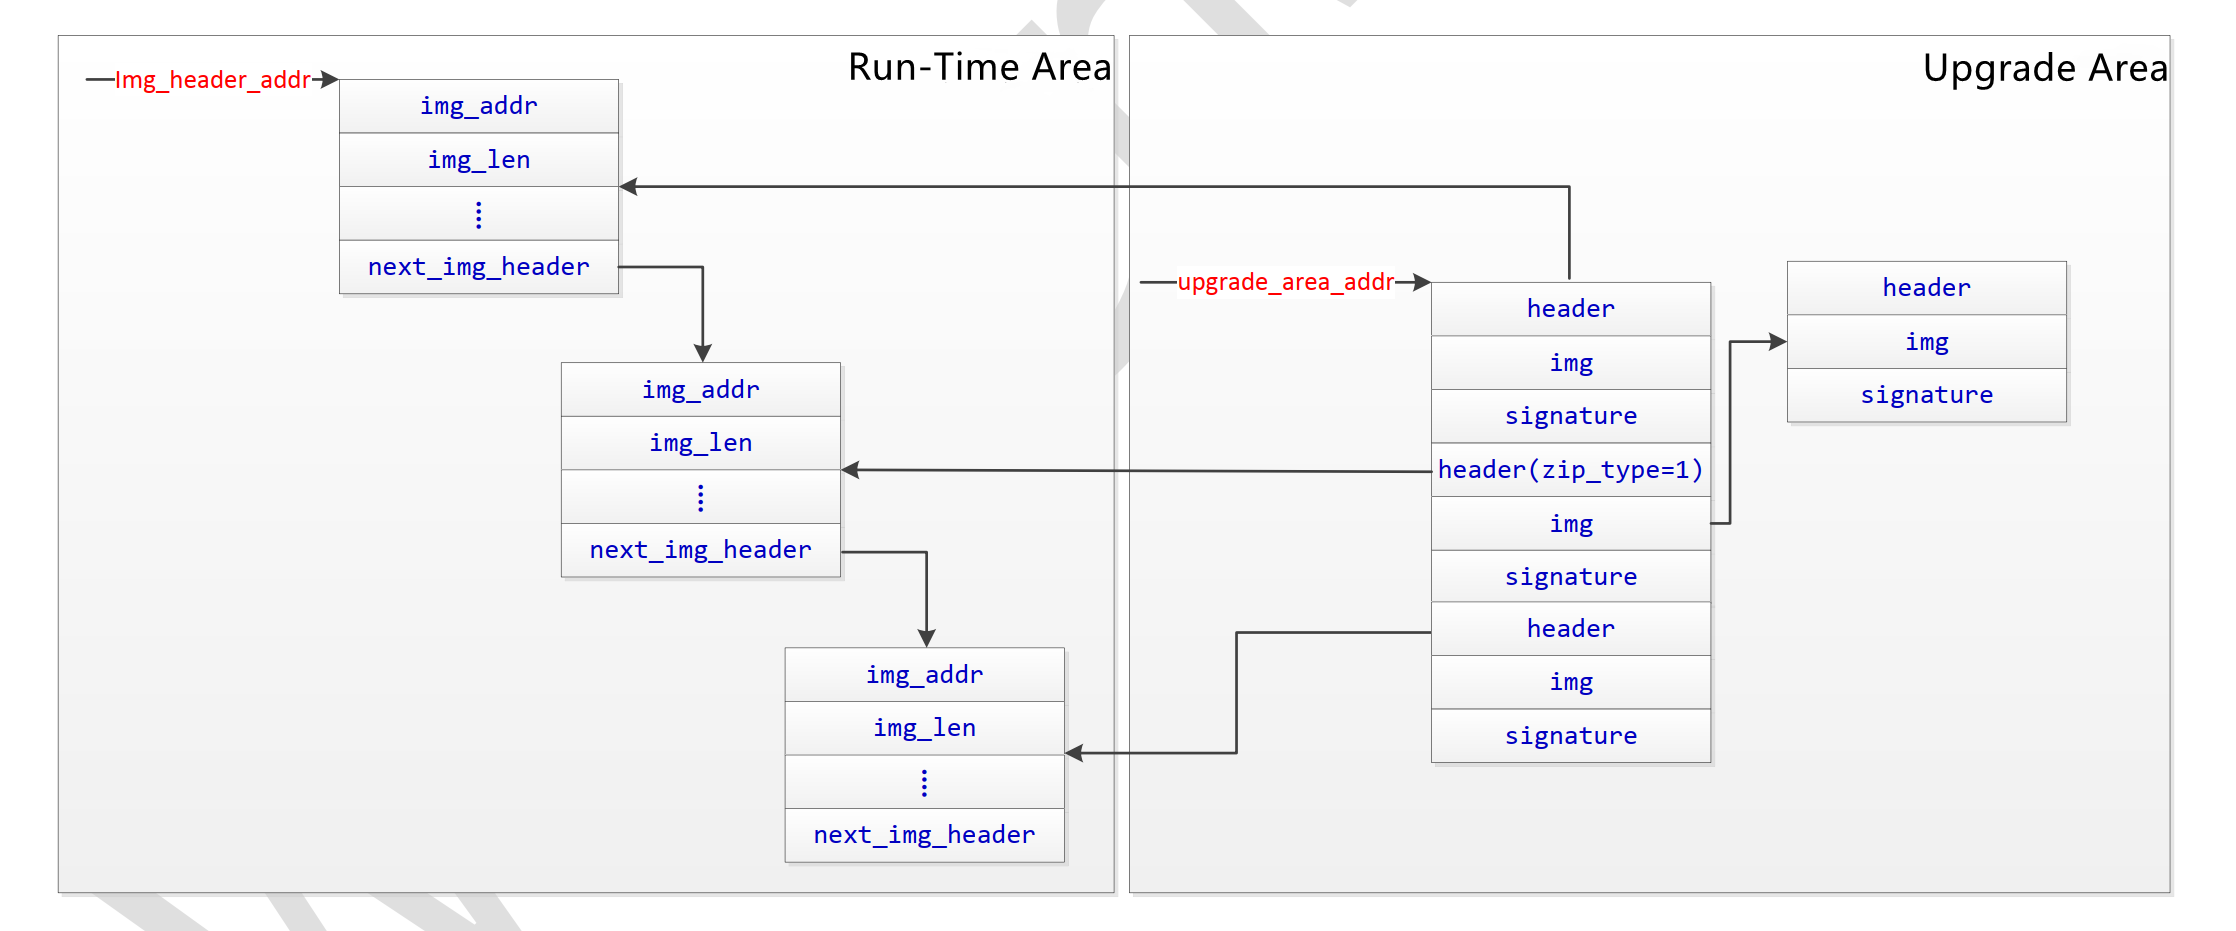 Run-Time Area
Img_header_addr
img_addr
img_len
next_img_header
img_addr
img_len
next_img_header
img_addr
img_len
next_img_header
Upgrade Area
upgrade_area_addr
header
img
signature
header(zip_type=1)
img
signature
header
img
signature
header
img
signature